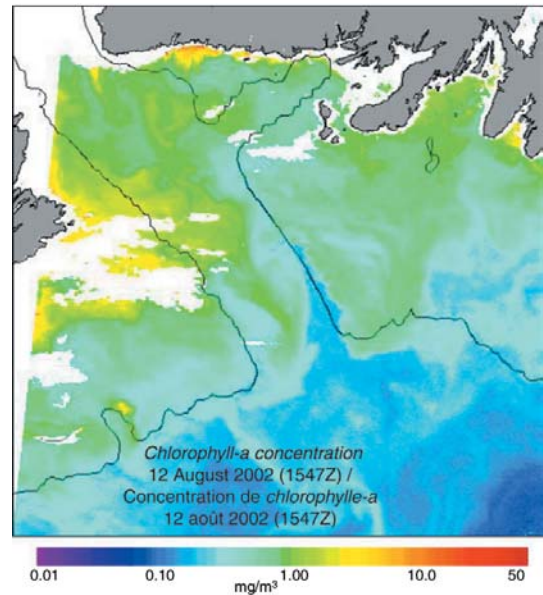 Chlorophyll-a concentration
12 August 2002 (1547Z) /
Concentration de chlorophylle-a
12 août 2002 (1547Z)
0.01 0.10 1.00 10.0 50
mg/m³